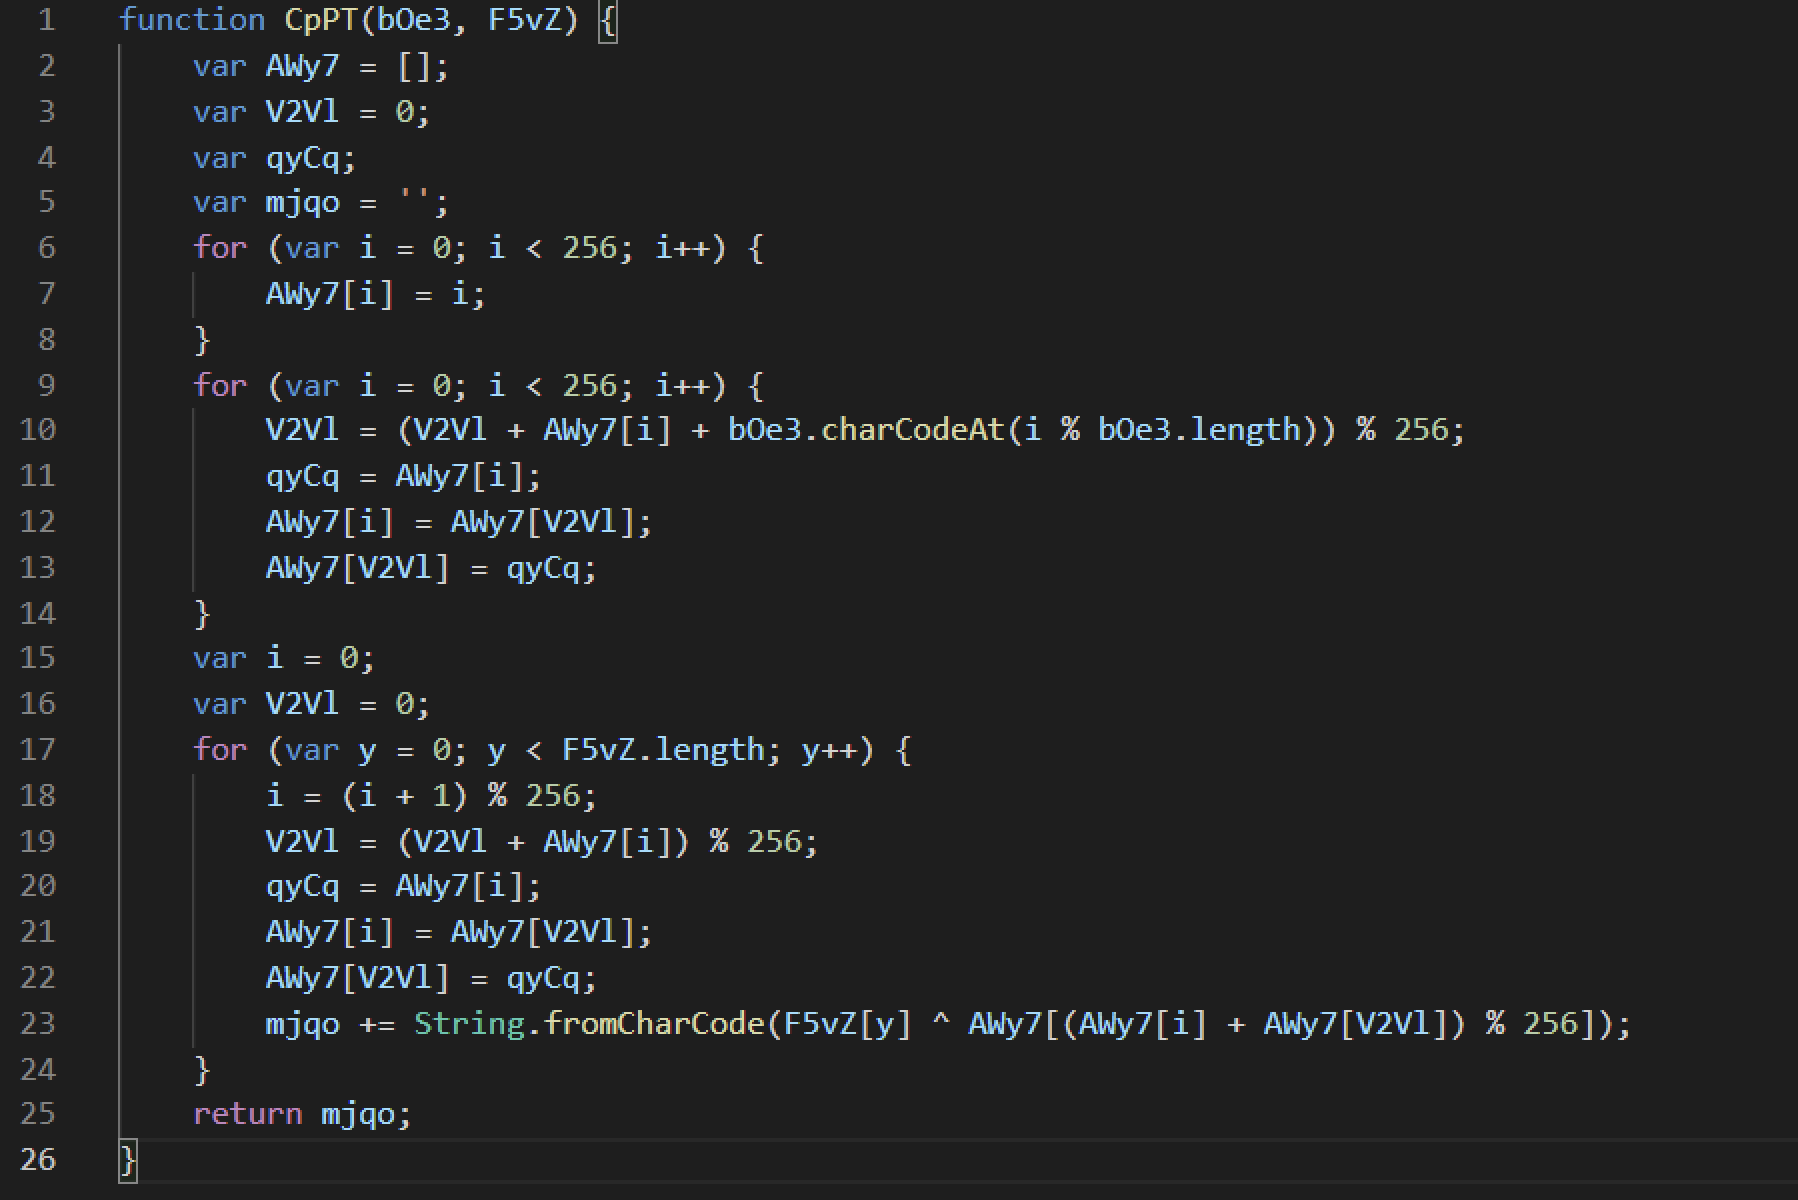 1 function CpPT(bOe3, F5vZ) {
2 var AWy7 = [];
3 var V2Vl = 0;
4 var qyCq;
5 var mjqo = '';
6 for (var i = 0; i < 256; i++) {
7 AWy7[i] = i;
8 }
9 for (var i = 0; i < 256; i++) {
10 V2Vl = (V2Vl + AWy7[i] + bOe3.charCodeAt(i % bOe3.length)) % 256;
11 qyCq = AWy7[i];
12 AWy7[i] = AWy7[V2Vl];
13 AWy7[V2Vl] = qyCq;
14 }
15 var i = 0;
16 var V2Vl = 0;
17 for (var y = 0; y < F5vZ.length; y++) {
18 i = (i + 1) % 256;
19 V2Vl = (V2Vl + AWy7[i]) % 256;
20 qyCq = AWy7[i];
21 AWy7[i] = AWy7[V2Vl];
22 AWy7[V2Vl] = qyCq;
23 mjqo += String.fromCharCode(F5vZ[y] ^ AWy7[(AWy7[i] + AWy7[V2Vl]) % 256]);
24 }
25 return mjqo;
26 }